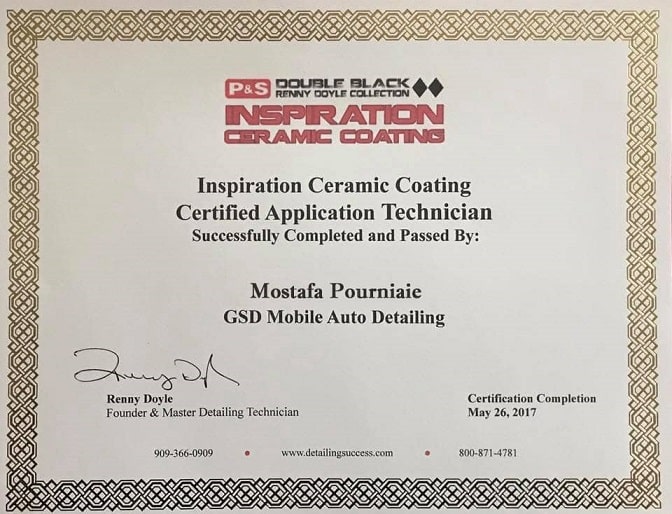 P&S DOUBLE BLACK
RENNY DOYLE COLLECTION
INSPIRATION
CERAMIC COATING
Inspiration Ceramic Coating
Certified Application Technician
Successfully Completed and Passed By:
Mostafa Pourniaie
GSD Mobile Auto Detailing
Renny Doyle
Founder & Master Detailing Technician
Certification Completion
May 26, 2017
909-366-0909 • www.detailingsuccess.com • 800-871-4781